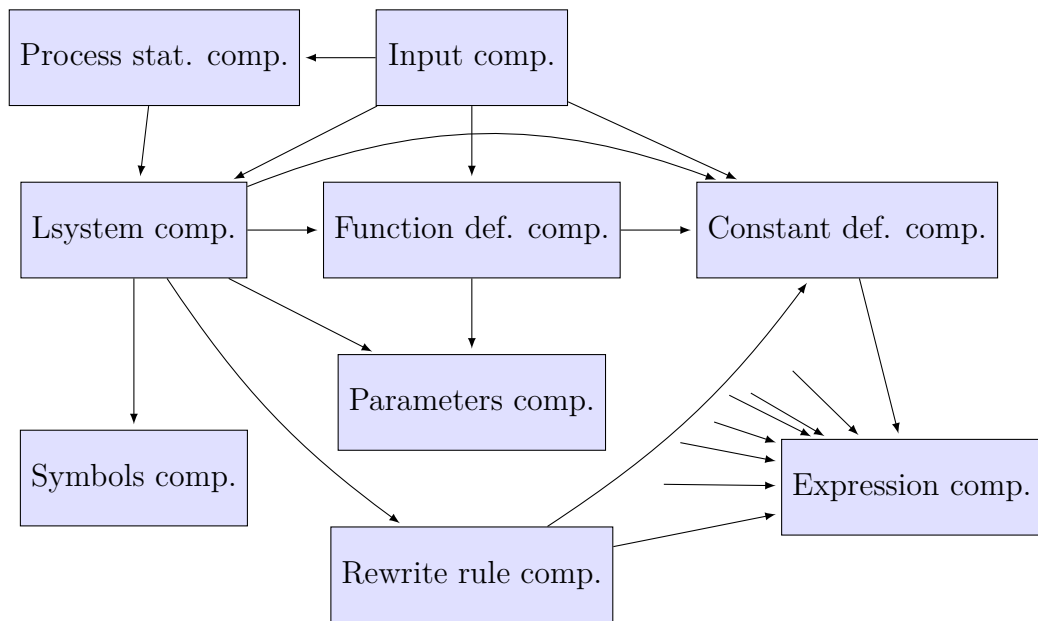 Process stat. comp.
Input comp.
Lsystem comp.
Function def. comp.
Constant def. comp.
Parameters comp.
Symbols comp.
Expression comp.
Rewrite rule comp.